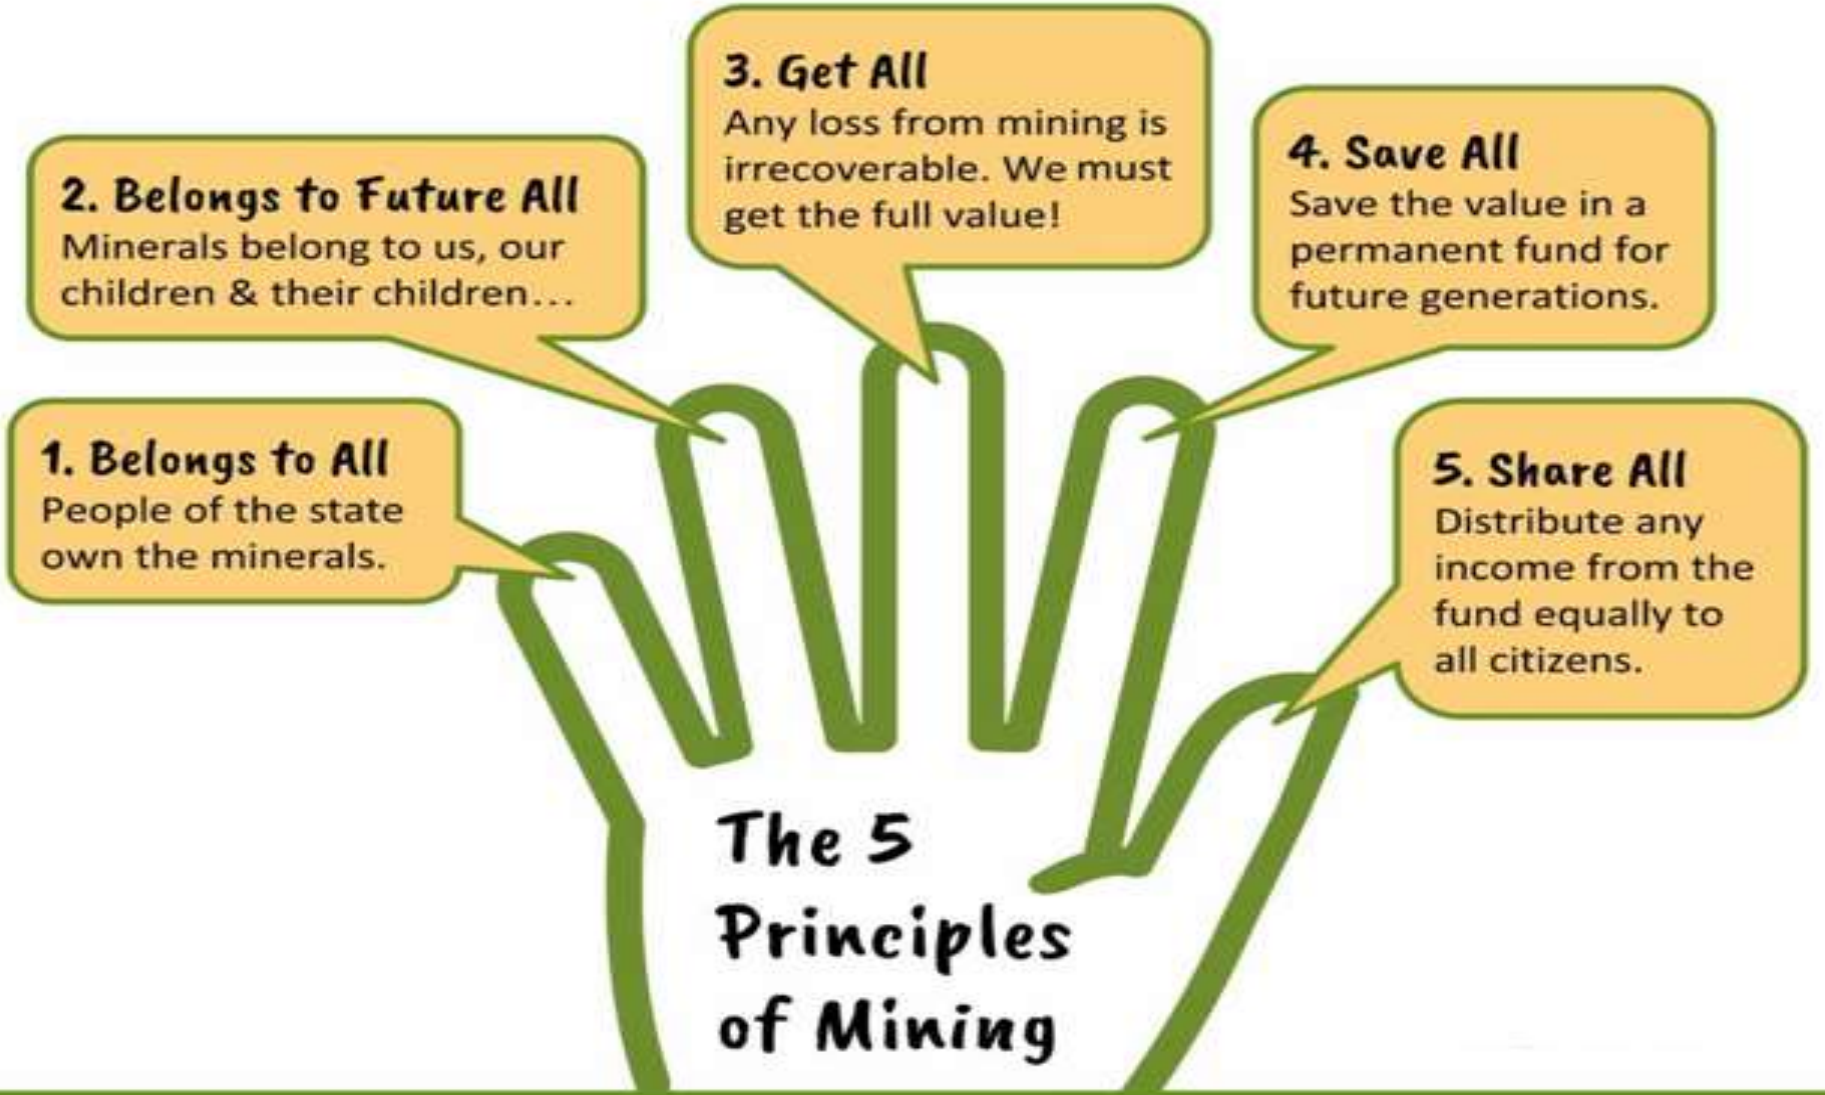 3. Get All
Any loss from mining is
irrecoverable. We must
get the full value!
4. Save All
Save the value in a
permanent fund for
future generations.
2. Belongs to Future All
Minerals belong to us, our
children & their children...
1. Belongs to All
People of the state
own the minerals.
5. Share All
Distribute any
income from the
fund equally to
all citizens.
The 5
Principles
of Mining